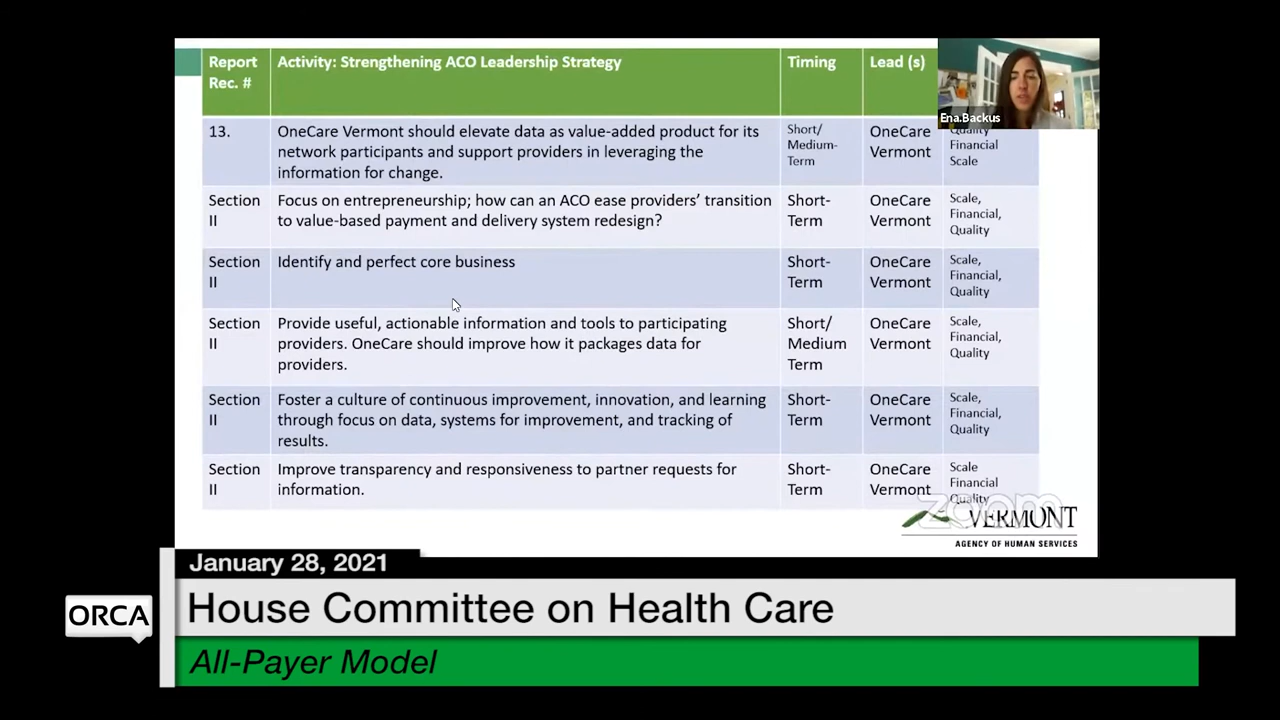 Report Rec. #
Activity: Strengthening ACO Leadership Strategy
Timing
Lead (s)
Ena.Backus
13.
OneCare Vermont should elevate data as value-added product for its
network participants and support providers in leveraging the
information for change.
Short/
Medium-
Term
OneCare
Vermont
Quality
Financial
Scale
Section
II
Focus on entrepreneurship; how can an ACO ease providers’ transition
to value-based payment and delivery system redesign?
Short-
Term
OneCare
Vermont
Scale,
Financial,
Quality
Section
II
Identify and perfect core business
Short-
Term
OneCare
Vermont
Scale,
Financial,
Quality
Section
II
Provide useful, actionable information and tools to participating
providers. OneCare should improve how it packages data for
providers.
Short/
Medium
Term
OneCare
Vermont
Scale,
Financial,
Quality
Section
II
Foster a culture of continuous improvement, innovation, and learning
through focus on data, systems for improvement, and tracking of
results.
Short-
Term
OneCare
Vermont
Scale,
Financial,
Quality
Section
II
Improve transparency and responsiveness to partner requests for
information.
Short-
Term
OneCare
Vermont
Scale
Financial
Quality
zoom
VERMONT
AGENCY OF HUMAN SERVICES
January 28, 2021
ORCA
House Committee on Health Care
All-Payer Model